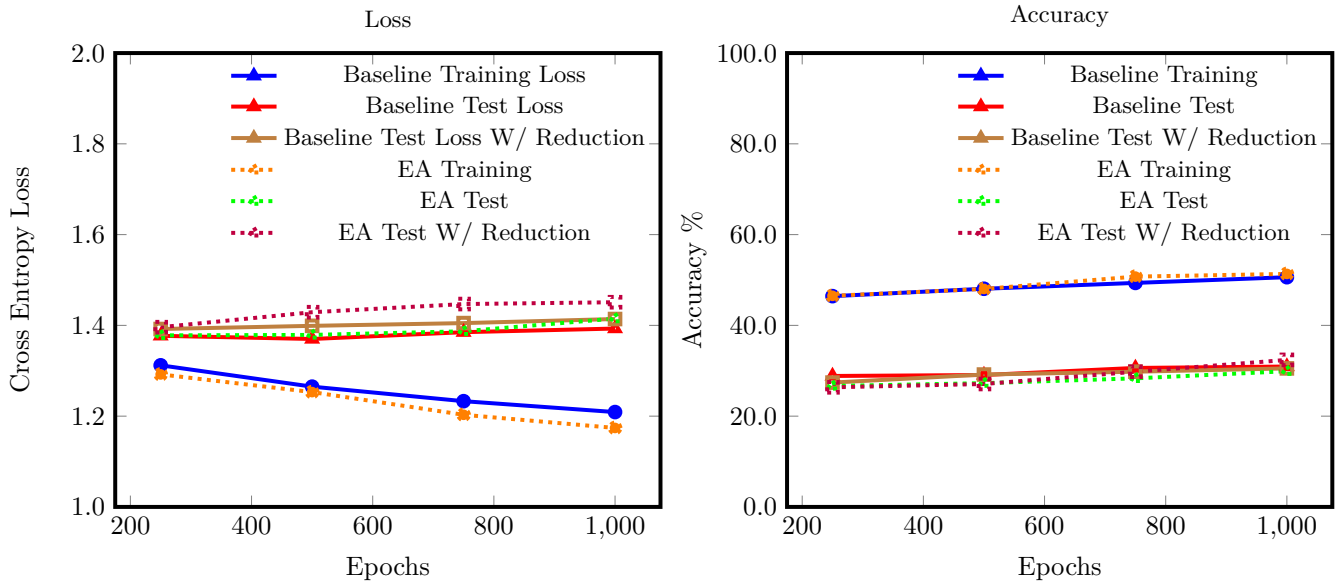 Loss
2.0
1.8
1.6
1.4
1.2
1.0
Cross Entropy Loss
Baseline Training Loss
Baseline Test Loss
Baseline Test Loss W/ Reduction
EA Training
EA Test
EA Test W/ Reduction
200
400
600
800
1,000
Epochs
Accuracy
100.0
80.0
60.0
40.0
20.0
0.0
Accuracy %
Baseline Training
Baseline Test
Baseline Test W/ Reduction
EA Training
EA Test
EA Test W/ Reduction
200
400
600
800
1,000
Epochs